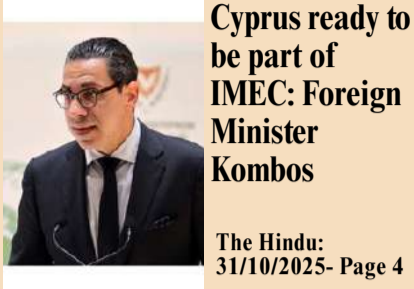 Cyprus ready to
be part of
IMEC: Foreign
Minister
Kombos
The Hindu:
31/10/2025- Page 4